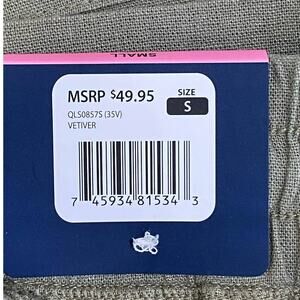 SMALL
MSRP $49.95
SIZE
S
QLS0857S (35V)
VETIVER
7 45934 81534 3